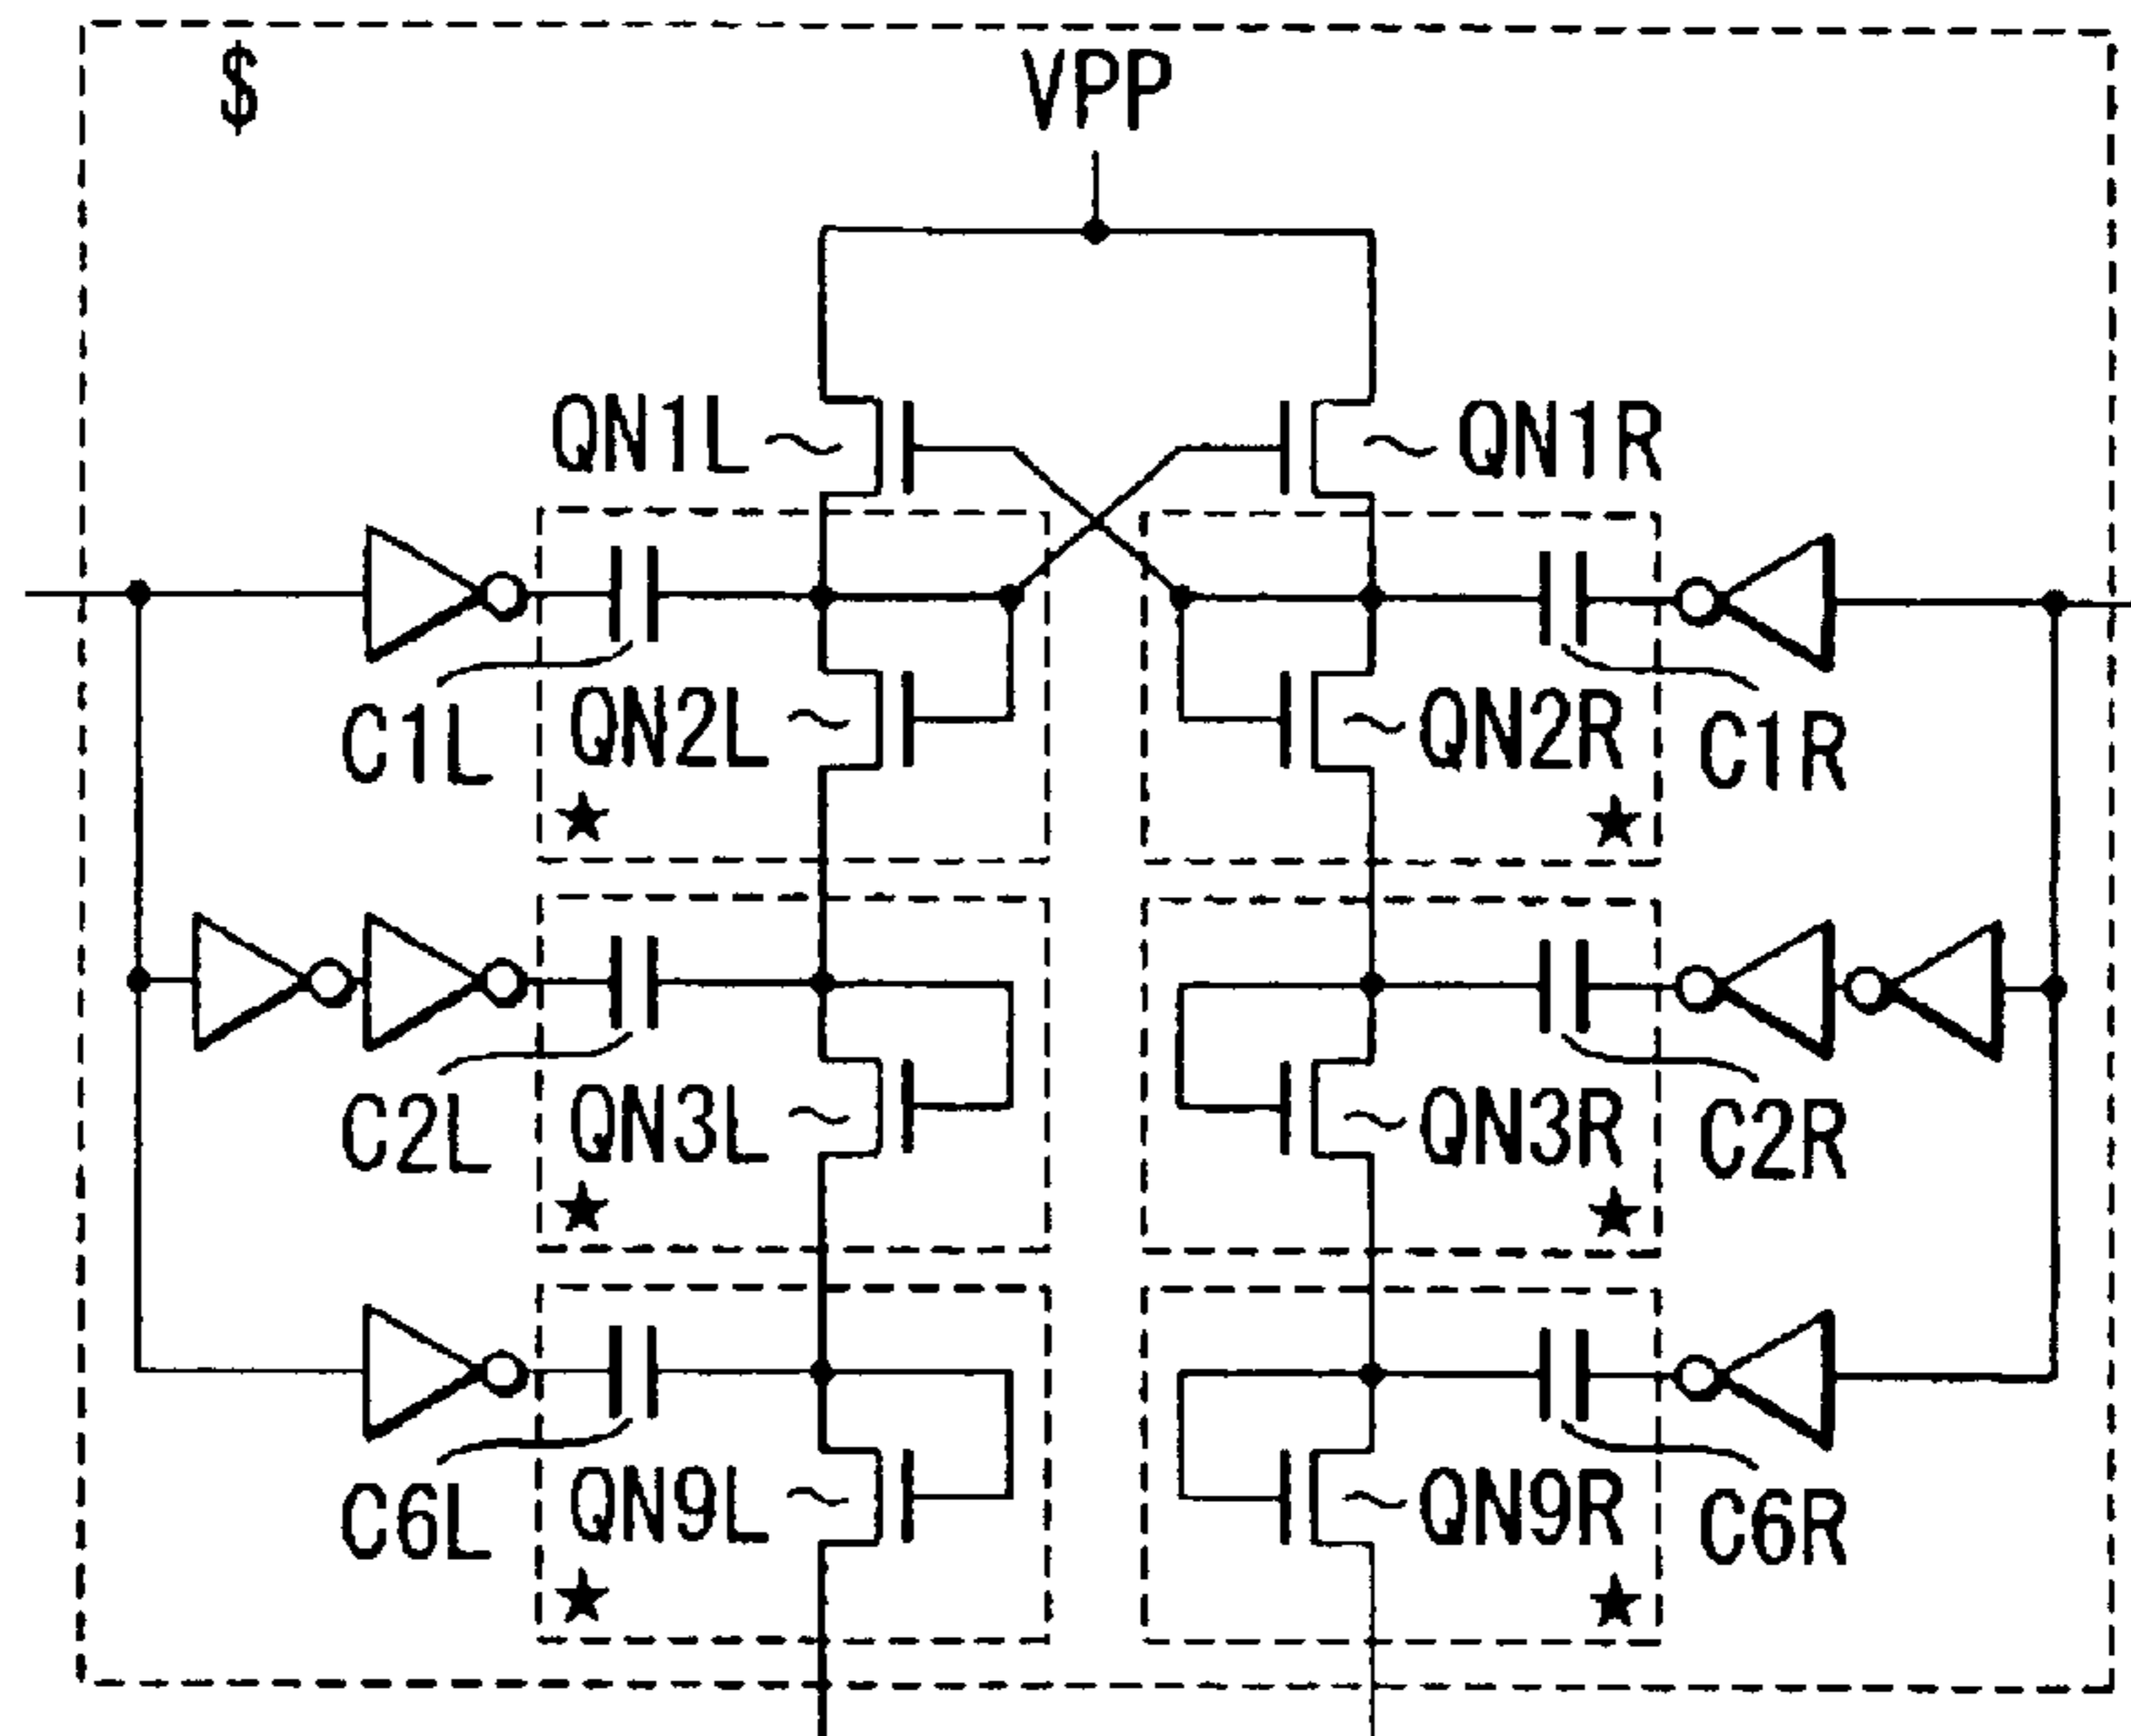 $
VPP
QN1L
QN1R
C1L
QN2L
QN2R
C1R
★
★
C2L
QN3L
QN3R
C2R
★
★
C6L
QN9L
QN9R
C6R
★
★